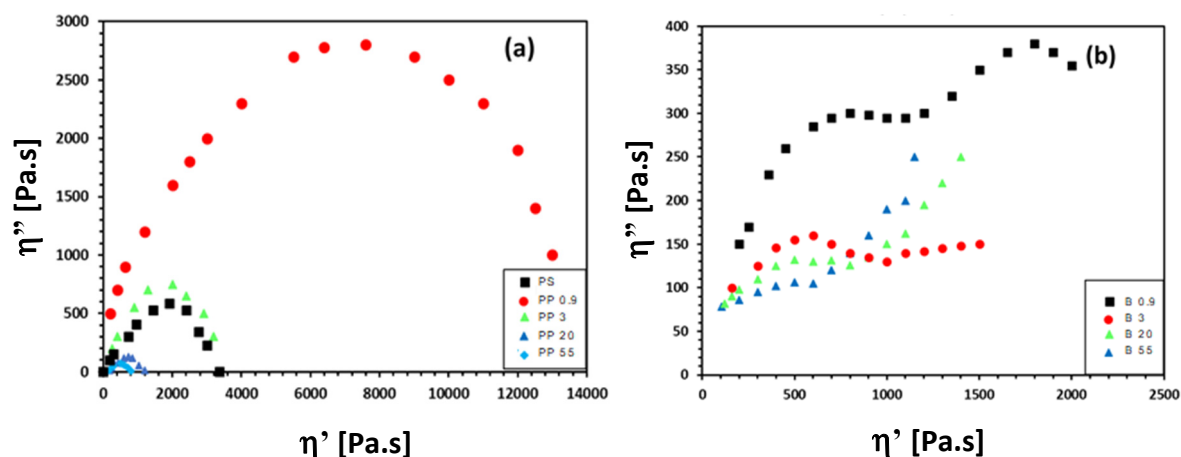 (a)
η” [Pa.s]
3000
2500
2000
1500
1000
500
0
0 2000 4000 6000 8000 10000 12000 14000
η’ [Pa.s]
PS
PP 0.9
PP 3
PP 20
PP 55
(b)
η” [Pa.s]
400
350
300
250
200
150
100
50
0
0 500 1000 1500 2000 2500
η’ [Pa.s]
B 0.9
B 3
B 20
B 55